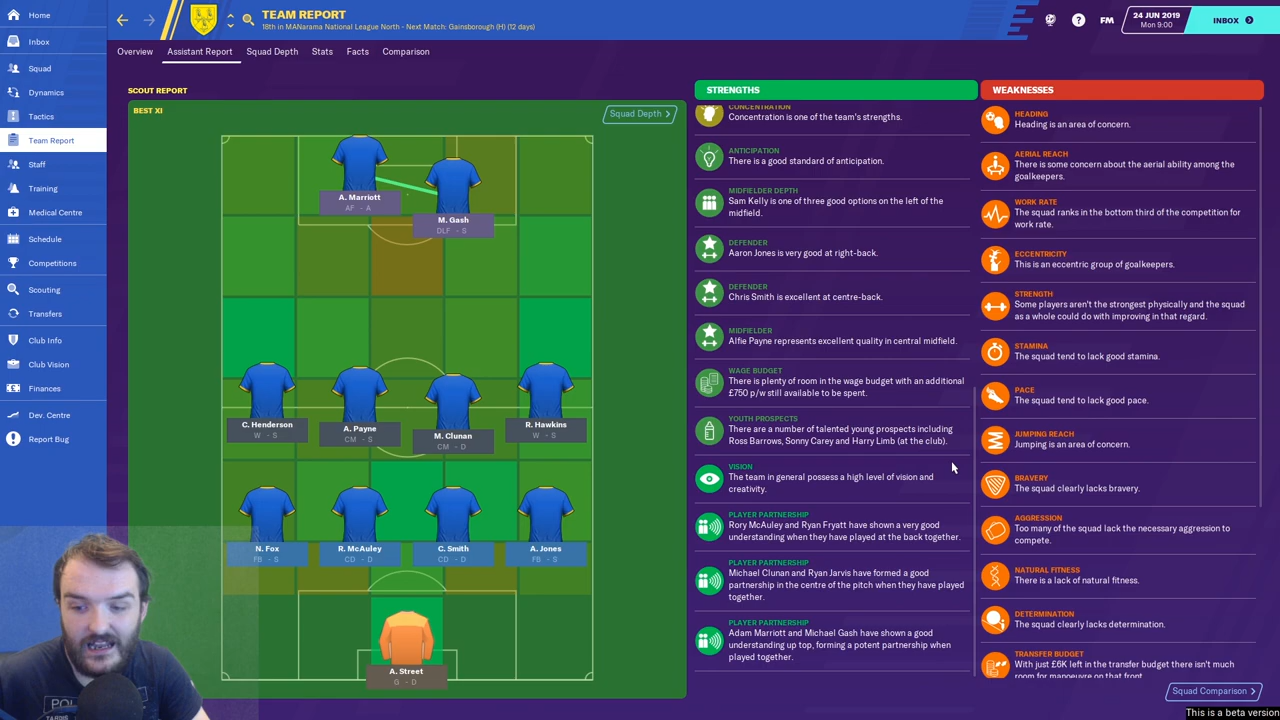 Home
Inbox
Squad
Dynamics
Tactics
Team Report
Staff
Training
Medical Centre
Schedule
Competitions
Scouting
Transfers
Club Info
Club Vision
Finances
Dev. Centre
Report Bug
TEAM REPORT
18th in MANarama National League North - Next Match: Gainsborough (H) (12 days)
FM
24 JUN 2019
Mon 9:00
INBOX
Overview
Assistant Report
Squad Depth
Stats
Facts
Comparison
SCOUT REPORT
BEST XI
Squad Depth
A. Marriott
AF - A
M. Gash
DLF - S
C. Henderson
W - S
A. Payne
CM - S
M. Clunan
CM - D
R. Hawkins
W - S
N. Fox
FB - S
R. McAuley
CD - D
C. Smith
CD - D
A. Jones
FB - S
A. Street
G - D
STRENGTHS
CONCENTRATION
Concentration is one of the team's strengths.
ANTICIPATION
There is a good standard of anticipation.
MIDFIELDER DEPTH
Sam Kelly is one of three good options on the left of the
midfield.
DEFENDER
Aaron Jones is very good at right-back.
DEFENDER
Chris Smith is excellent at centre-back.
MIDFIELDER
Alfie Payne represents excellent quality in central midfield.
WAGE BUDGET
There is plenty of room in the wage budget with an additional
£750 p/w still available to be spent.
YOUTH PROSPECTS
There are a number of talented young prospects including
Ross Barrows, Sonny Carey and Harry Limb (at the club).
VISION
The team in general possess a high level of vision and
creativity.
PLAYER PARTNERSHIP
Rory McAuley and Ryan Fryatt have shown a very good
understanding when they have played at the back together.
PLAYER PARTNERSHIP
Michael Clunan and Ryan Jarvis have formed a good
partnership in the centre of the pitch when they have played
together.
PLAYER PARTNERSHIP
Adam Marriott and Michael Gash have shown a good
understanding up top, forming a potent partnership when
played together.
WEAKNESSES
HEADING
Heading is an area of concern.
AERIAL REACH
There is some concern about the aerial ability among the
goalkeepers.
WORK RATE
The squad ranks in the bottom third of the competition for
work rate.
ECCENTRICITY
This is an eccentric group of goalkeepers.
STRENGTH
Some players aren't the strongest physically and the squad
as a whole could do with improving in that regard.
STAMINA
The squad tend to lack good stamina.
PACE
The squad tend to lack good pace.
JUMPING REACH
Jumping is an area of concern.
BRAVERY
The squad clearly lacks bravery.
AGGRESSION
Too many of the squad lack the necessary aggression to
compete.
NATURAL FITNESS
There is a lack of natural fitness.
DETERMINATION
The squad clearly lacks determination.
TRANSFER BUDGET
With just £6K left in the transfer budget there isn't much
room for manoeuvre on that front.
Squad Comparison
This is a beta version